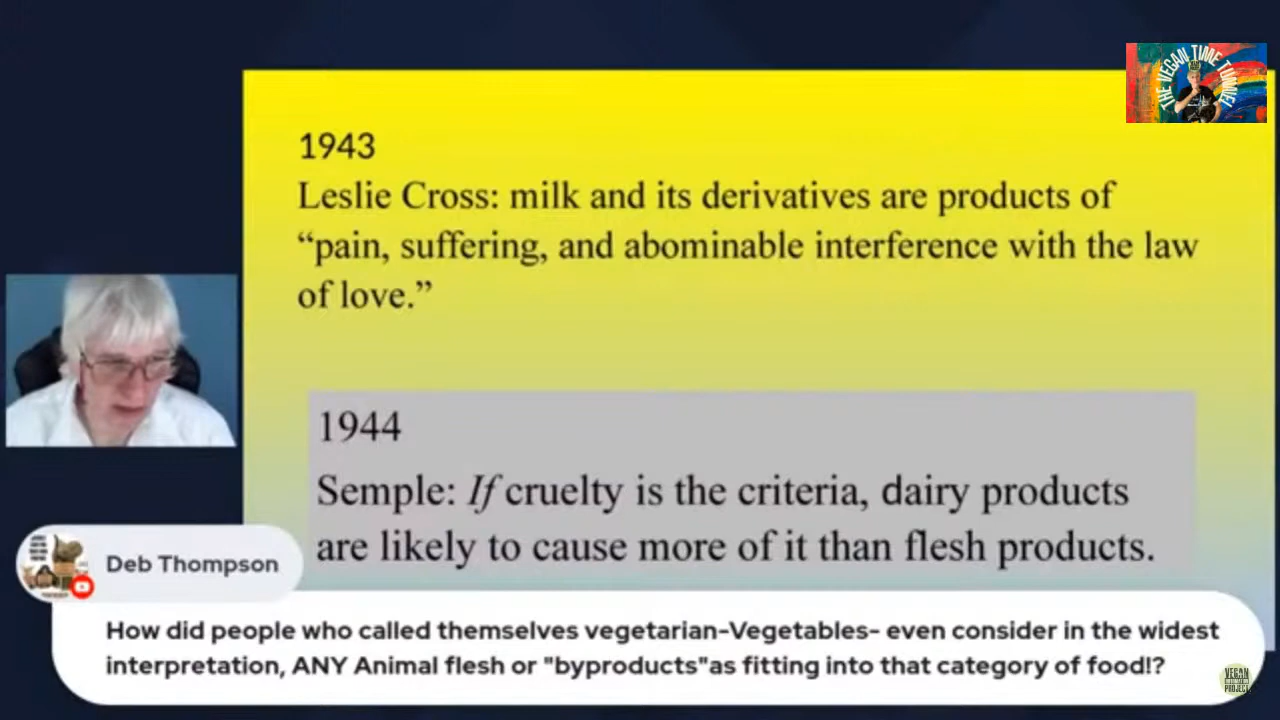 THE VEGAN TIME TUNNEL
1943
Leslie Cross: milk and its derivatives are products of
“pain, suffering, and abominable interference with the law
of love.”
1944
Semple: If cruelty is the criteria, dairy products
are likely to cause more of it than flesh products.
Deb Thompson
How did people who called themselves vegetarian-Vegetables- even consider in the widest
interpretation, ANY Animal flesh or "byproducts"as fitting into that category of food!?
VEGAN
PROJECT